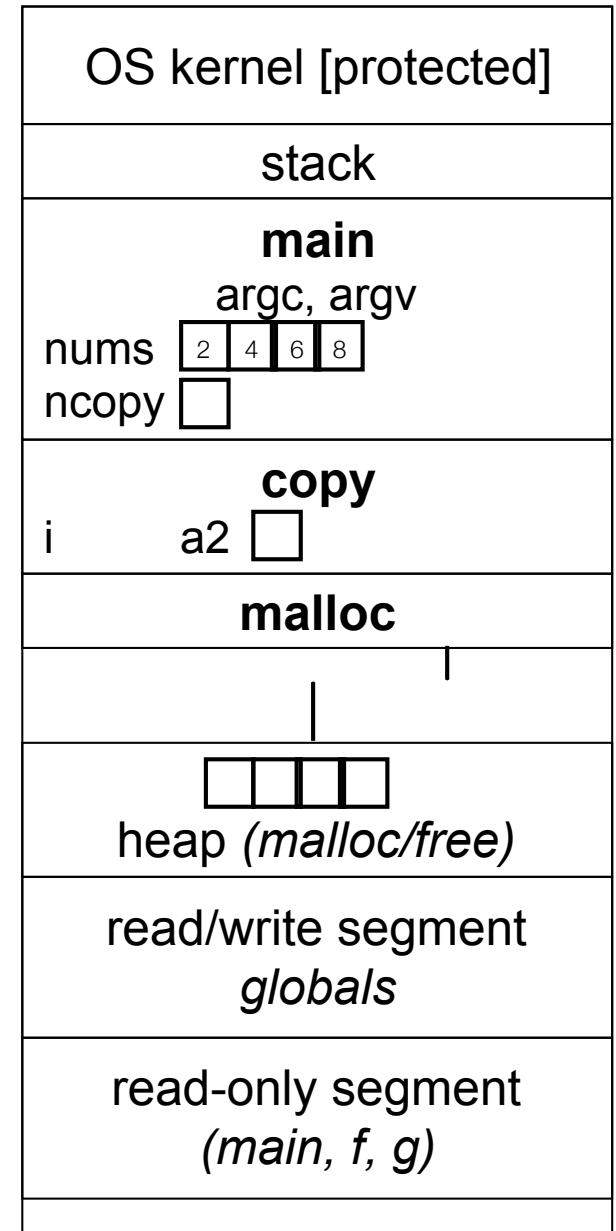 OS kernel [protected]
stack
main
argc, argv
nums 2 4 6 8
ncopy
copy
i a2
malloc
heap (malloc/free)
read/write segment
globals
read-only segment
(main, f, g)